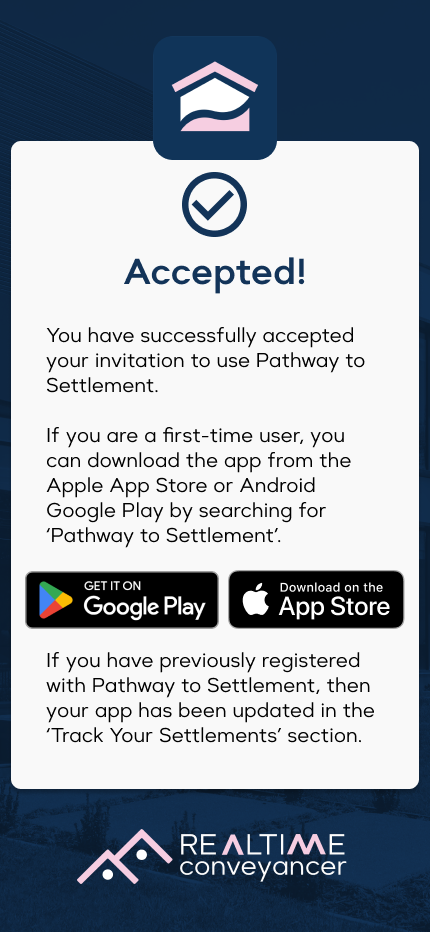 Accepted!
You have successfully accepted
your invitation to use Pathway to
Settlement.
If you are a first-time user, you
can download the app from the
Apple App Store or Android
Google Play by searching for
‘Pathway to Settlement’.
GET IT ON
Google Play
Download on the
App Store
If you have previously registered
with Pathway to Settlement, then
your app has been updated in the
‘Track Your Settlements’ section.
REALTIME
conveyancer